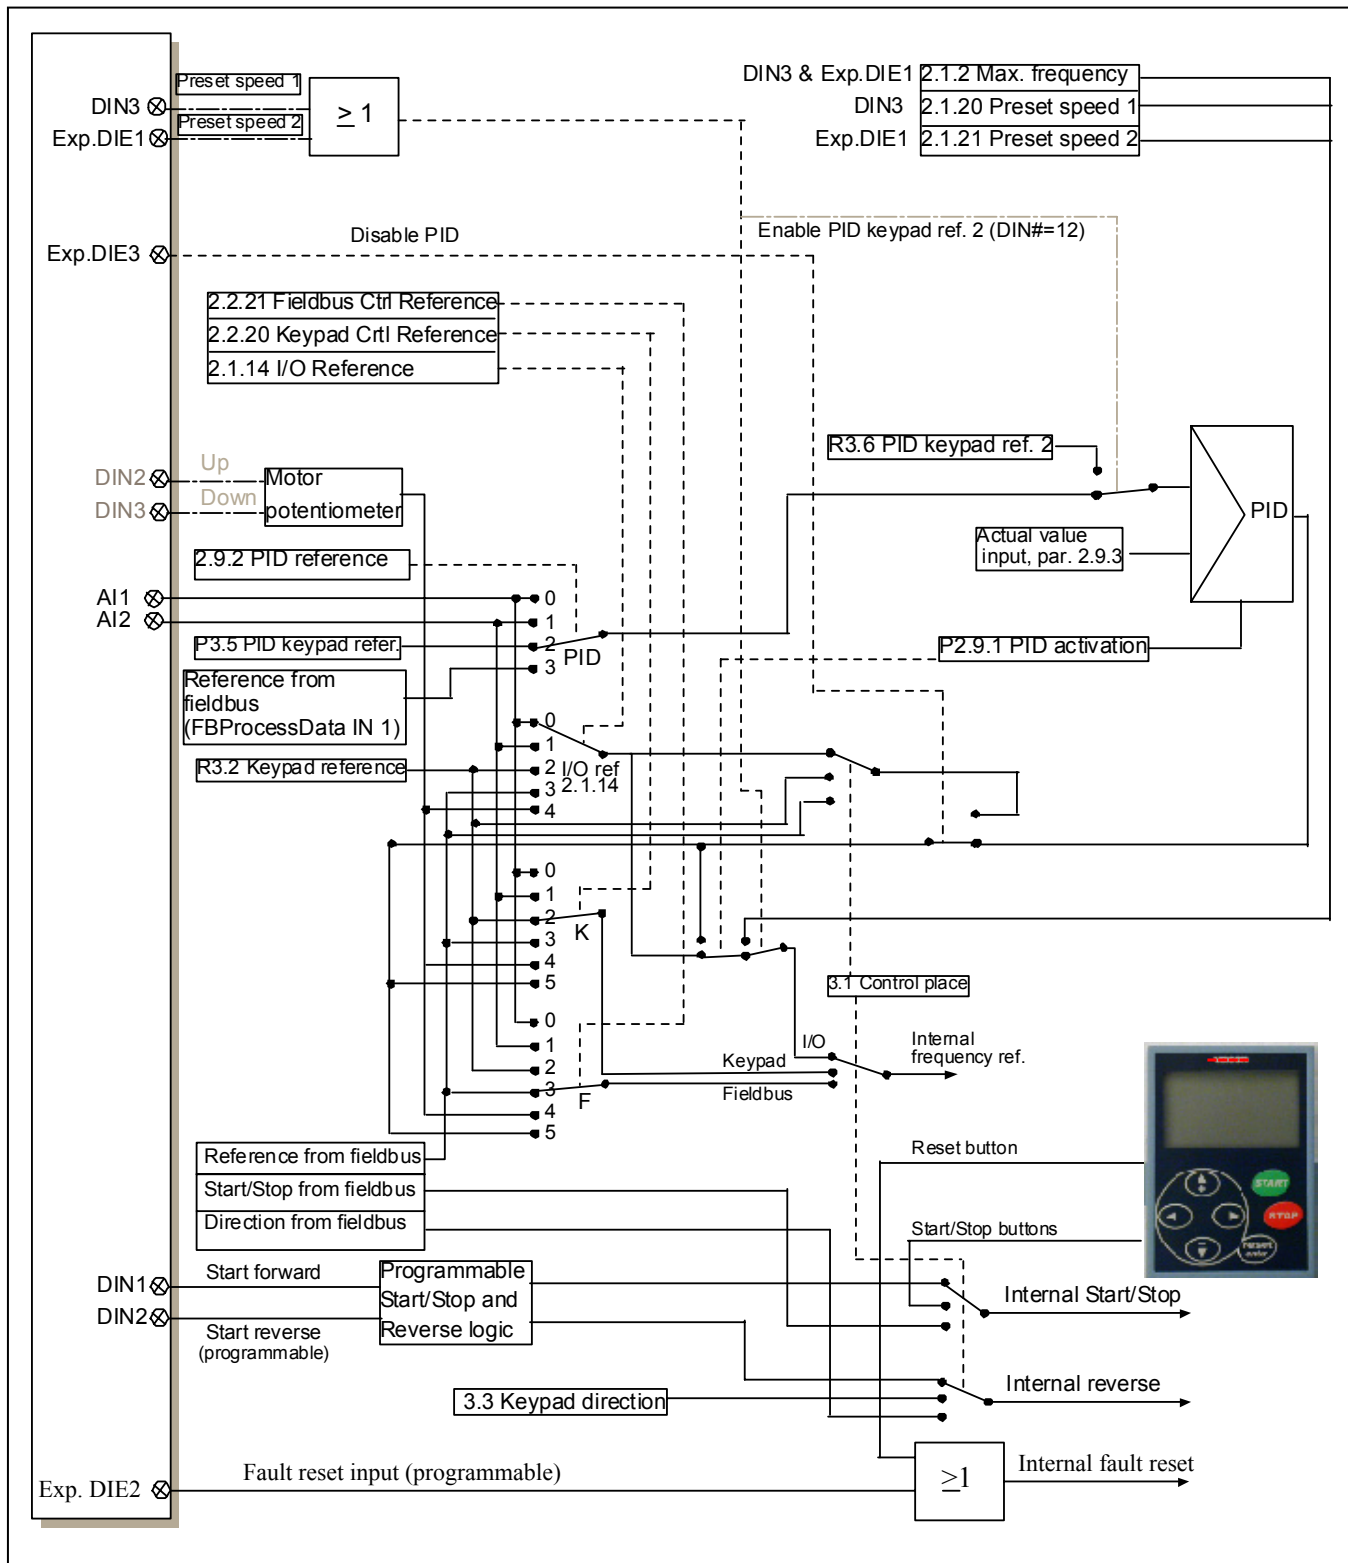 Preset speed 1
DIN3
Preset speed 2
Exp.DIE1
≥ 1
DIN3 & Exp.DIE1
2.1.2 Max. frequency
DIN3
2.1.20 Preset speed 1
Exp.DIE1
2.1.21 Preset speed 2
Enable PID keypad ref. 2 (DIN#=12)
Disable PID
Exp.DIE3
2.2.21 Fieldbus Ctrl Reference
2.2.20 Keypad Crtl Reference
2.1.14 I/O Reference
R3.6 PID keypad ref. 2
DIN2
Up
DIN3
Down
Motor
potentiometer
PID
Actual value
input, par. 2.9.3
2.9.2 PID reference
AI1
AI2
0
1
2
3
PID
P3.5 PID keypad refer.
P2.9.1 PID activation
Reference from
fieldbus
(FBProcessData IN 1)
R3.2 Keypad reference
0
1
2
3
4
I/O ref
2.1.14
0
1
2
3
4
5
K
3.1 Control place
0
1
2
3
4
5
F
I/O
Keypad
Fieldbus
Internal
frequency ref.
Reference from fieldbus
Start/Stop from fieldbus
Direction from fieldbus
Reset button
Start/Stop buttons
START
STOP
reset
enter
DIN1
Start forward
DIN2
Start reverse
(programmable)
Programmable
Start/Stop and
Reverse logic
Internal Start/Stop
3.3 Keypad direction
Internal reverse
Exp. DIE2
Fault reset input (programmable)
≥1
Internal fault reset